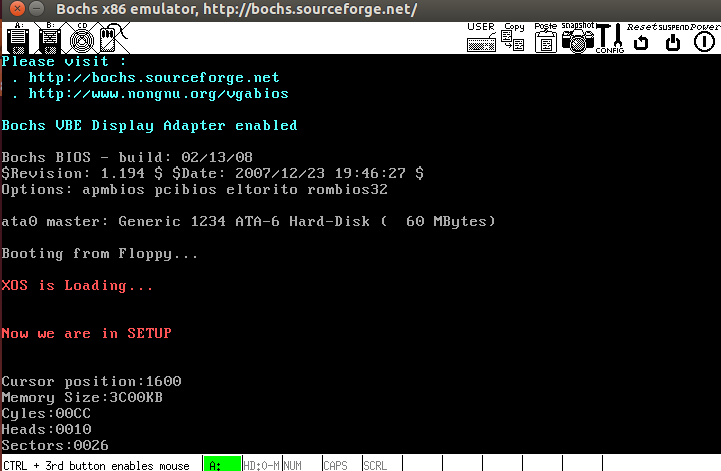 Bochs x86 emulator, http://bochs.sourceforge.net/
A: B: CD USER Copy Paste snapshot CONFIG Reset SUSPEND Power
Please visit :
. http://bochs.sourceforge.net
. http://www.nongnu.org/vgabios
Bochs VBE Display Adapter enabled
Bochs BIOS - build: 02/13/08
$Revision: 1.194 $ $Date: 2007/12/23 19:46:27 $
Options: apmbios pcibios eltorito rombios32
ata0 master: Generic 1234 ATA-6 Hard-Disk (  60 MBytes)
Booting from Floppy...
XOS is Loading...
Now we are in SETUP
Cursor position:1600
Memory Size:3C00KB
Cyles:00CC
Heads:0010
Sectors:0026
CTRL + 3rd button enables mouse A: HD:0-M NUM CAPS SCRL